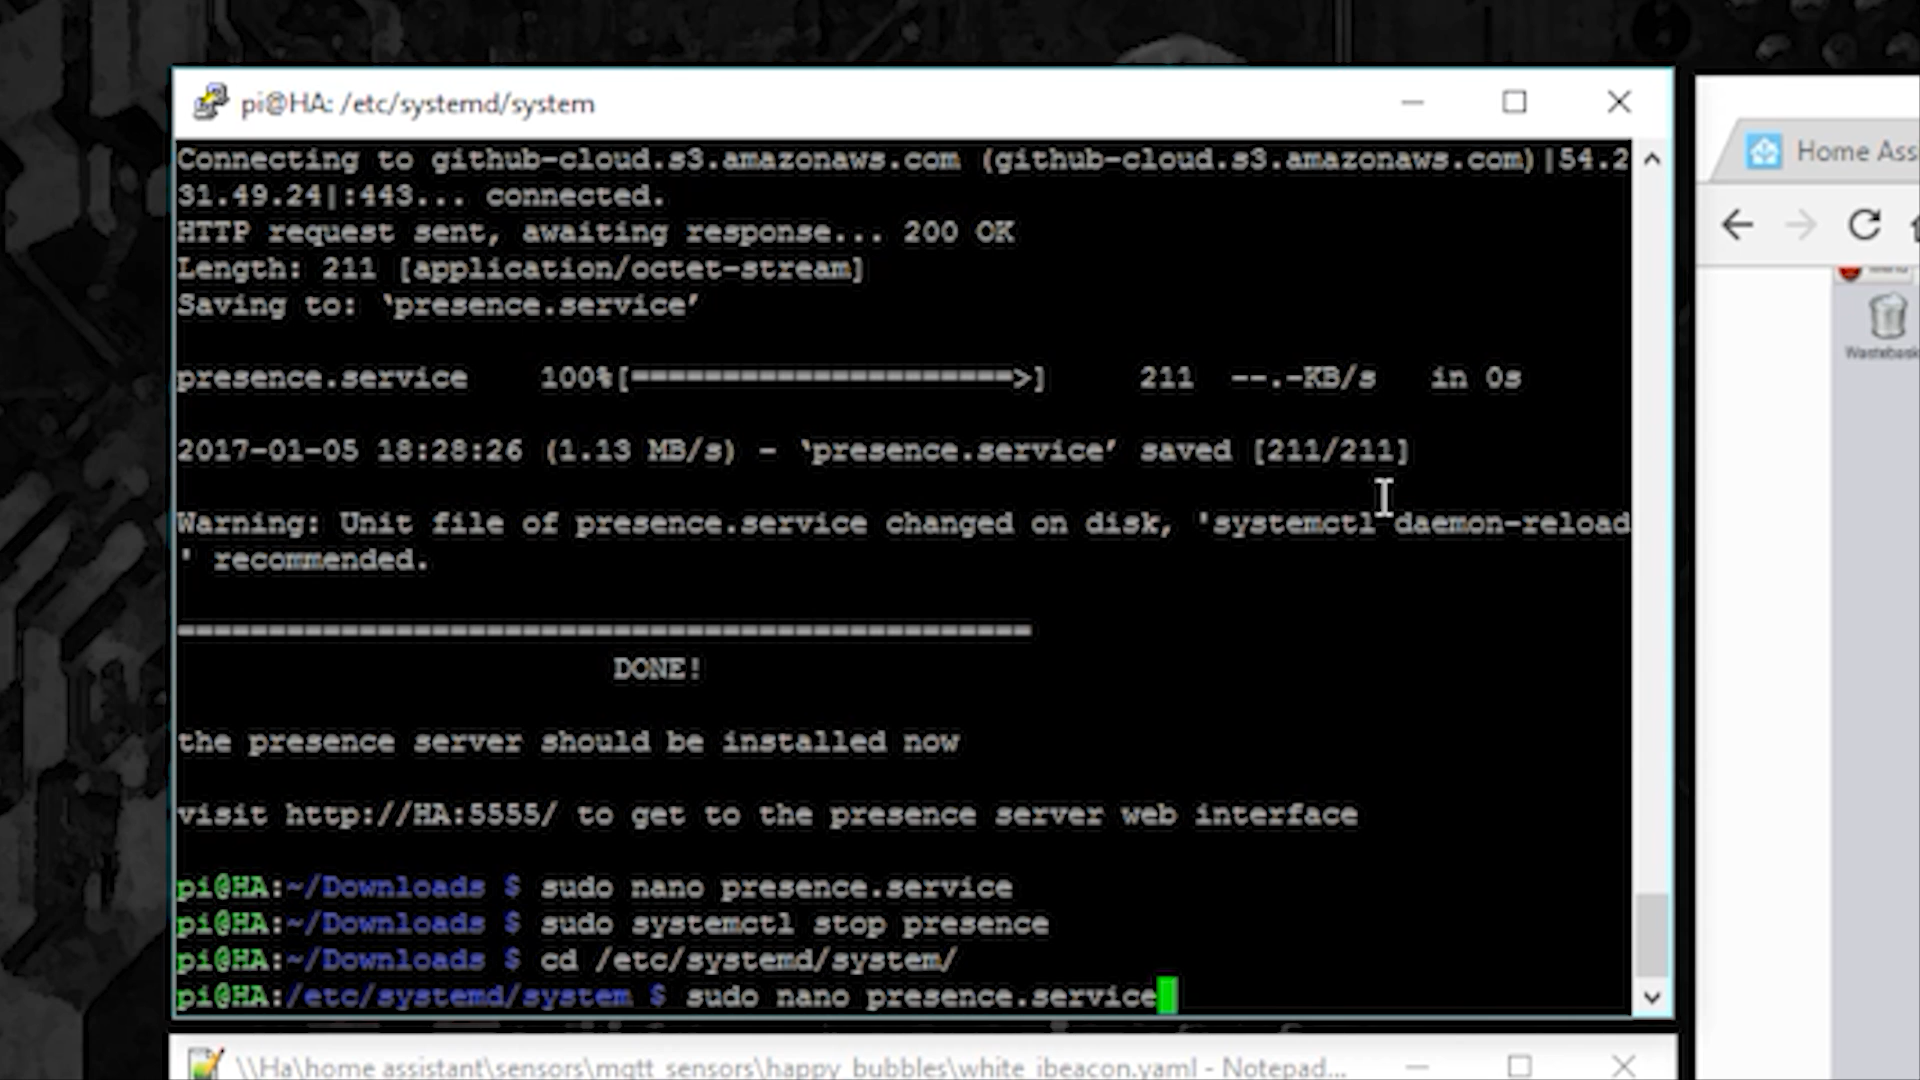 pi@HA: /etc/systemd/system
Connecting to github-cloud.s3.amazonaws.com (github-cloud.s3.amazonaws.com)|54.2
31.49.24|:443... connected.
HTTP request sent, awaiting response... 200 OK
Length: 211 [application/octet-stream]
Saving to: ‘presence.service’
presence.service 100%[=====================>] 211 --.-KB/s in 0s
2017-01-05 18:28:26 (1.13 MB/s) - ‘presence.service’ saved [211/211]
Warning: Unit file of presence.service changed on disk, 'systemctl daemon-reload
' recommended.
===============================================
DONE!
the presence server should be installed now
visit http://HA:5555/ to get to the presence server web interface
pi@HA:~/Downloads $ sudo nano presence.service
pi@HA:~/Downloads $ sudo systemctl stop presence
pi@HA:~/Downloads $ cd /etc/systemd/system/
pi@HA:/etc/systemd/system $ sudo nano presence.service
\\Ha\home assistant\sensors\mqtt_sensors\happy_bubbles\white_ibeacon.yaml - Notepad...
Home Ass
Wastebask